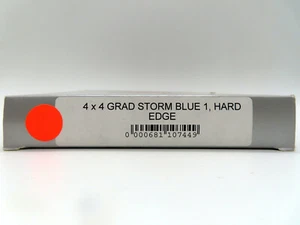 4 x 4 GRAD STORM BLUE 1, HARD
EDGE
0 000681 107449